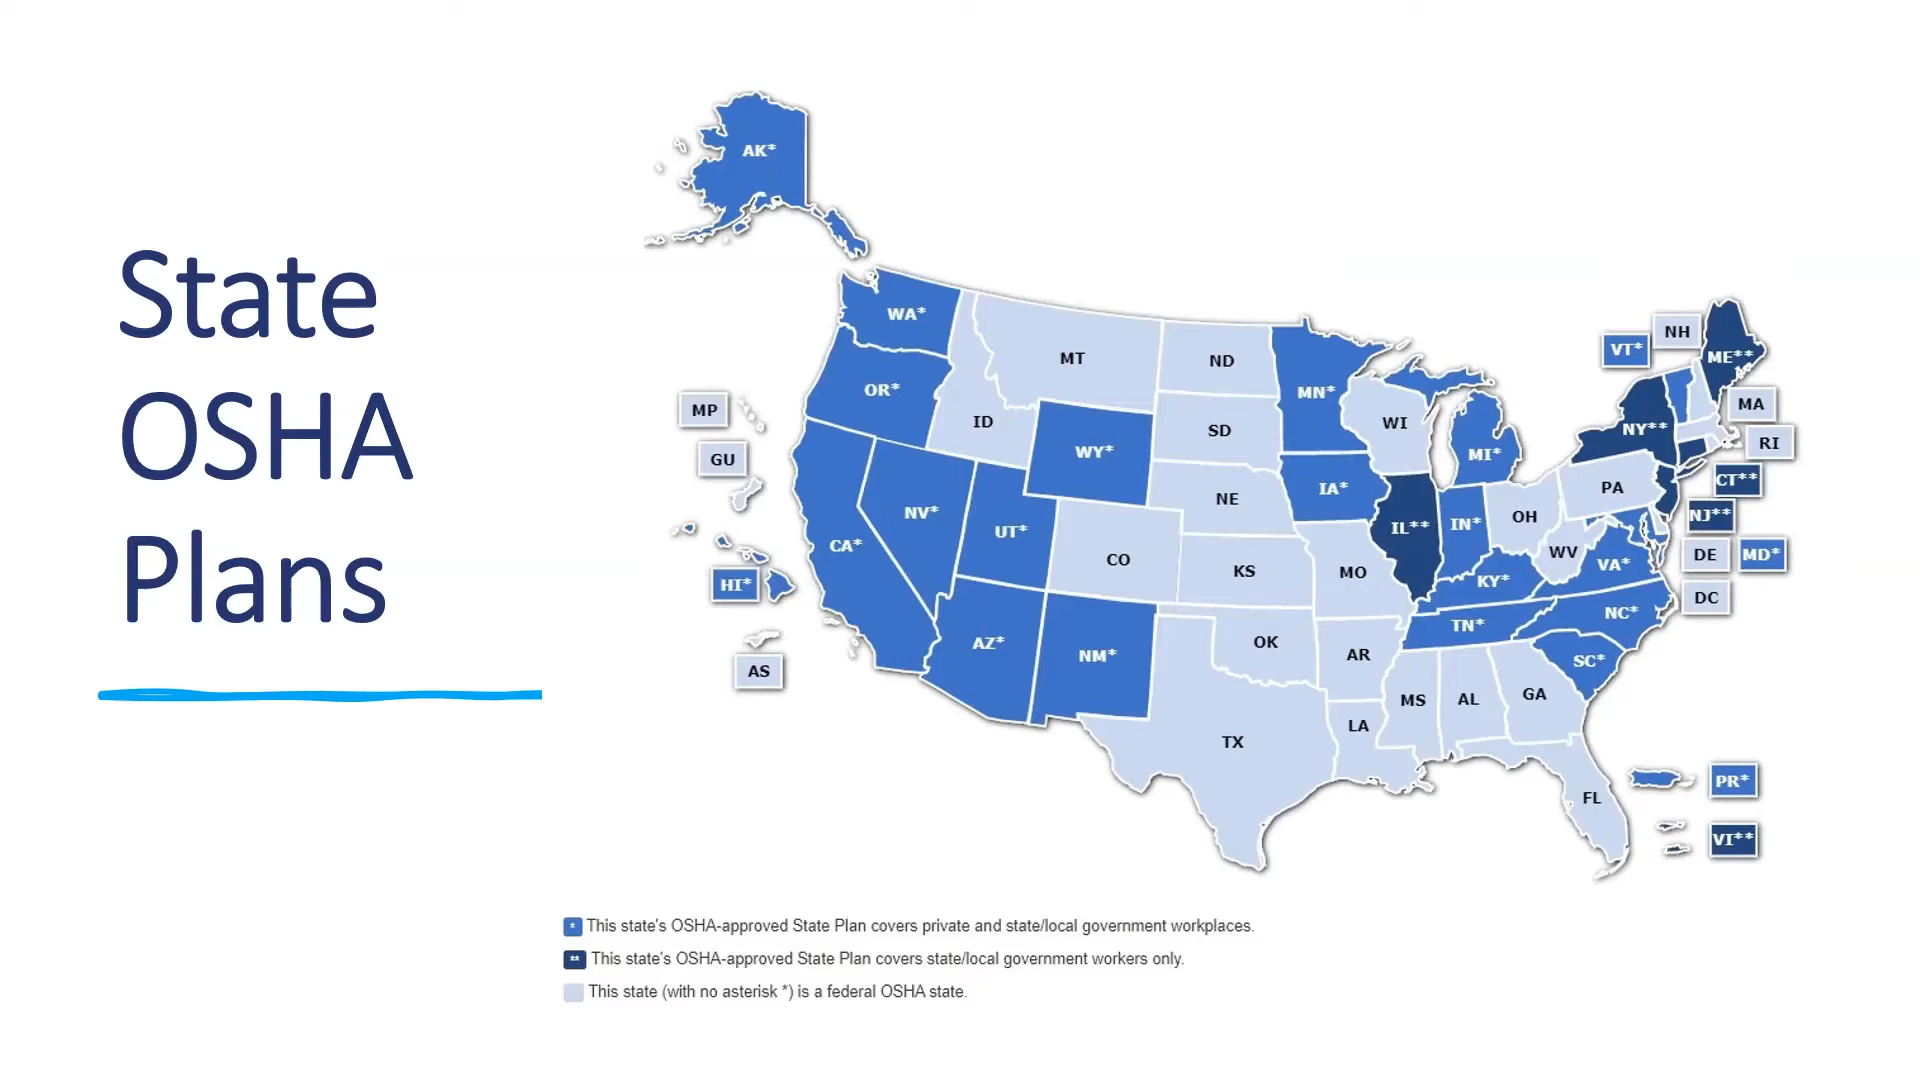 State
OSHA
Plans
AK*
WA*
OR*
CA*
NV*
ID
MT
WY*
UT*
AZ*
NM*
CO
ND
SD
NE
KS
OK
TX
MN*
IA*
MO
AR
LA
WI
IL**
MI*
IN*
OH
KY*
TN*
MS
AL
GA
FL
SC*
NC*
VA*
WV
PA
NY**
VT*
NH
ME**
MA
RI
CT**
NJ**
DE
MD*
DC
MP
GU
HI*
AS
PR*
VI**
* This state's OSHA-approved State Plan covers private and state/local government workplaces.
** This state's OSHA-approved State Plan covers state/local government workers only.
This state (with no asterisk *) is a federal OSHA state.